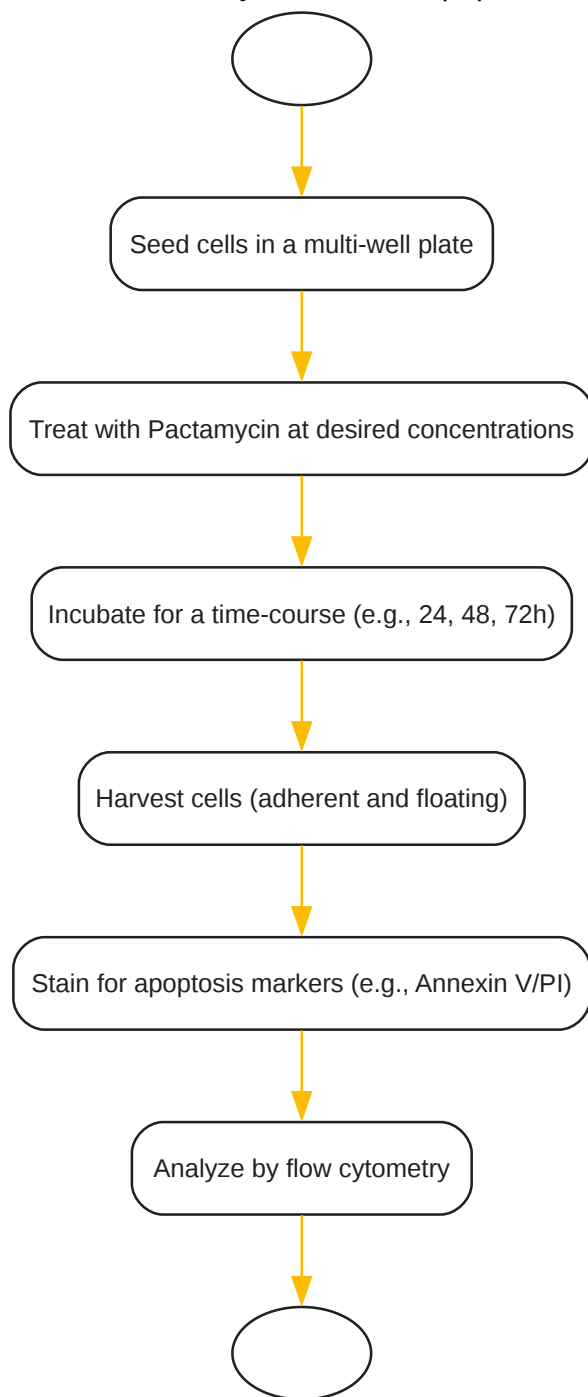 Seed cells in a multi-well plate
Treat with Pactamycin at desired concentrations
Incubate for a time-course (e.g., 24, 48, 72h)
Harvest cells (adherent and floating)
Stain for apoptosis markers (e.g., Annexin V/PI)
Analyze by flow cytometry